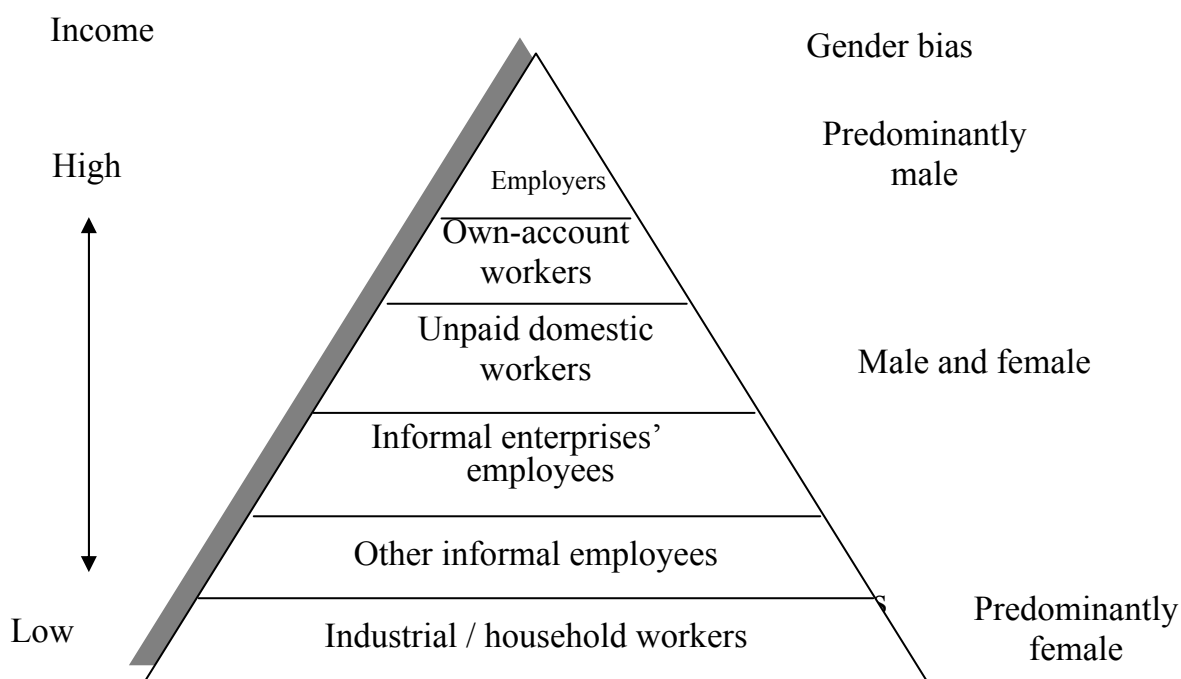 Income
Gender bias
Predominantly
male
High
Employers
Own-account
workers
Unpaid domestic
workers
Male and female
Informal enterprises’
employees
Other informal employees
s
Predominantly
female
Low
Industrial / household workers